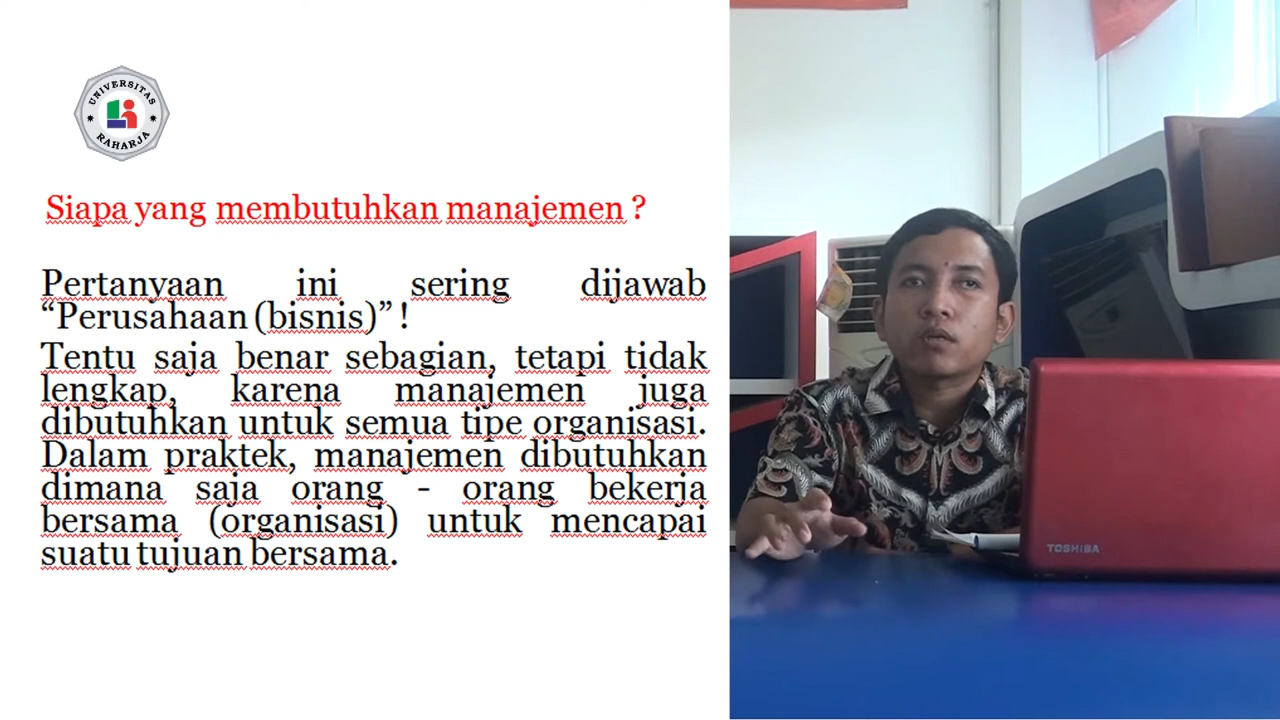 UNIVERSITAS
RAHARJA
Siapa yang membutuhkan manajemen ?
Pertanyaan ini sering dijawab
“Perusahaan (bisnis)” !
Tentu saja benar sebagian, tetapi tidak
lengkap, karena manajemen juga
dibutuhkan untuk semua tipe organisasi.
Dalam praktek, manajemen dibutuhkan
dimana saja orang - orang bekerja
bersama (organisasi) untuk mencapai
suatu tujuan bersama.
TOSHIBA